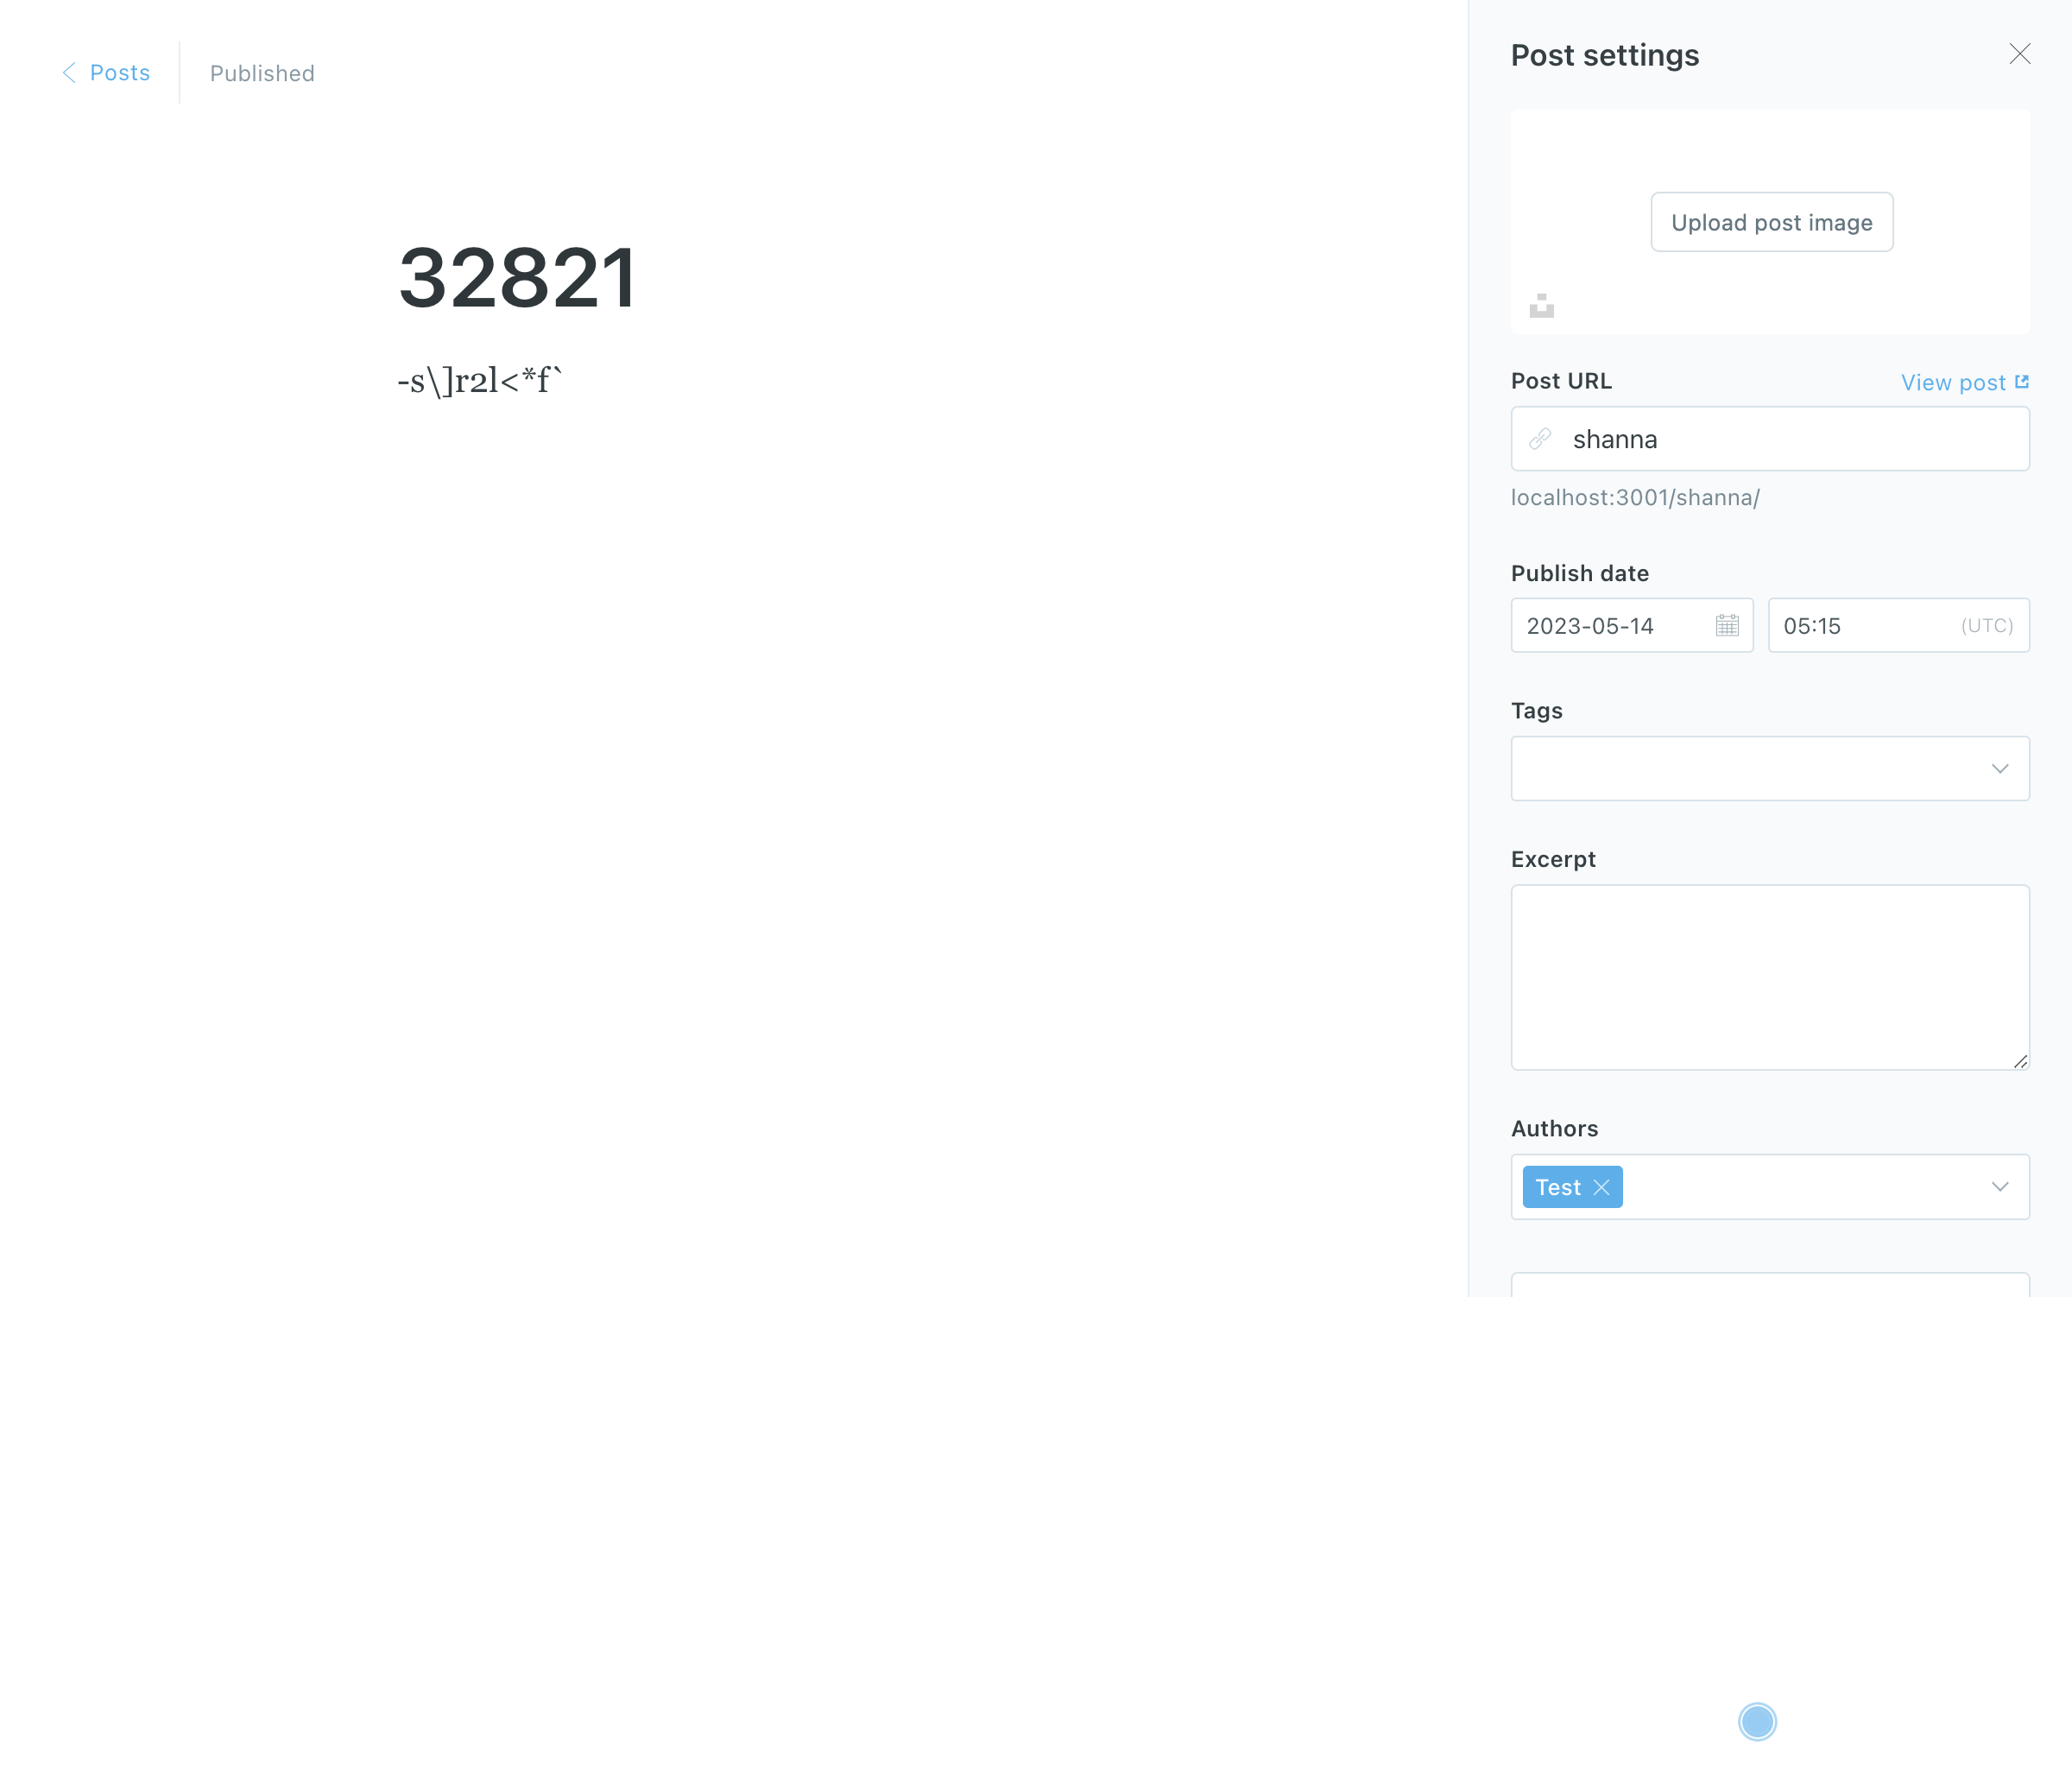 Posts
Published
32821
-s\]r2l<*f`
Post settings
Upload post image
Post URL
View post
shanna
localhost:3001/shanna/
Publish date
2023-05-14
05:15
(UTC)
Tags
Excerpt
Authors
Test